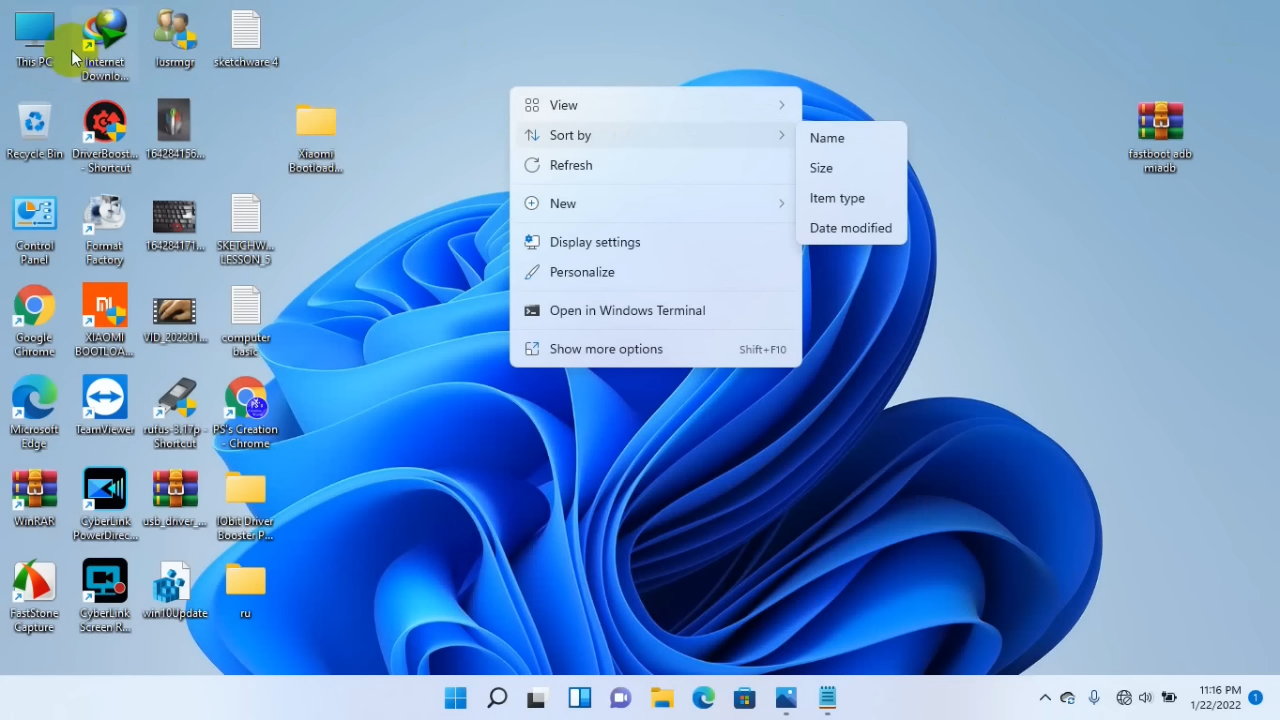 This PC
Internet
Downlo...
lusrmgr
sketchware 4
Recycle Bin
DriverBoost...
- Shortcut
164284156...
Xiaomi
Bootload...
fastboot adb
miadb
Control
Panel
Format
Factory
164284171...
SKETCHW...
LESSON_5
Google
Chrome
XIAOMI
BOOTLOA...
VID_202201...
computer
basic
Microsoft
Edge
TeamViewer
rufus-3.17p -
Shortcut
PS's Creation
- Chrome
WinRAR
CyberLink
PowerDirec...
usb_driver_...
IObit Driver
Booster P...
FastStone
Capture
CyberLink
Screen R...
win10Update
ru
View
Sort by
Refresh
New
Display settings
Personalize
Open in Windows Terminal
Show more options Shift+F10
Name
Size
Item type
Date modified
11:16 PM
1/22/2022
1